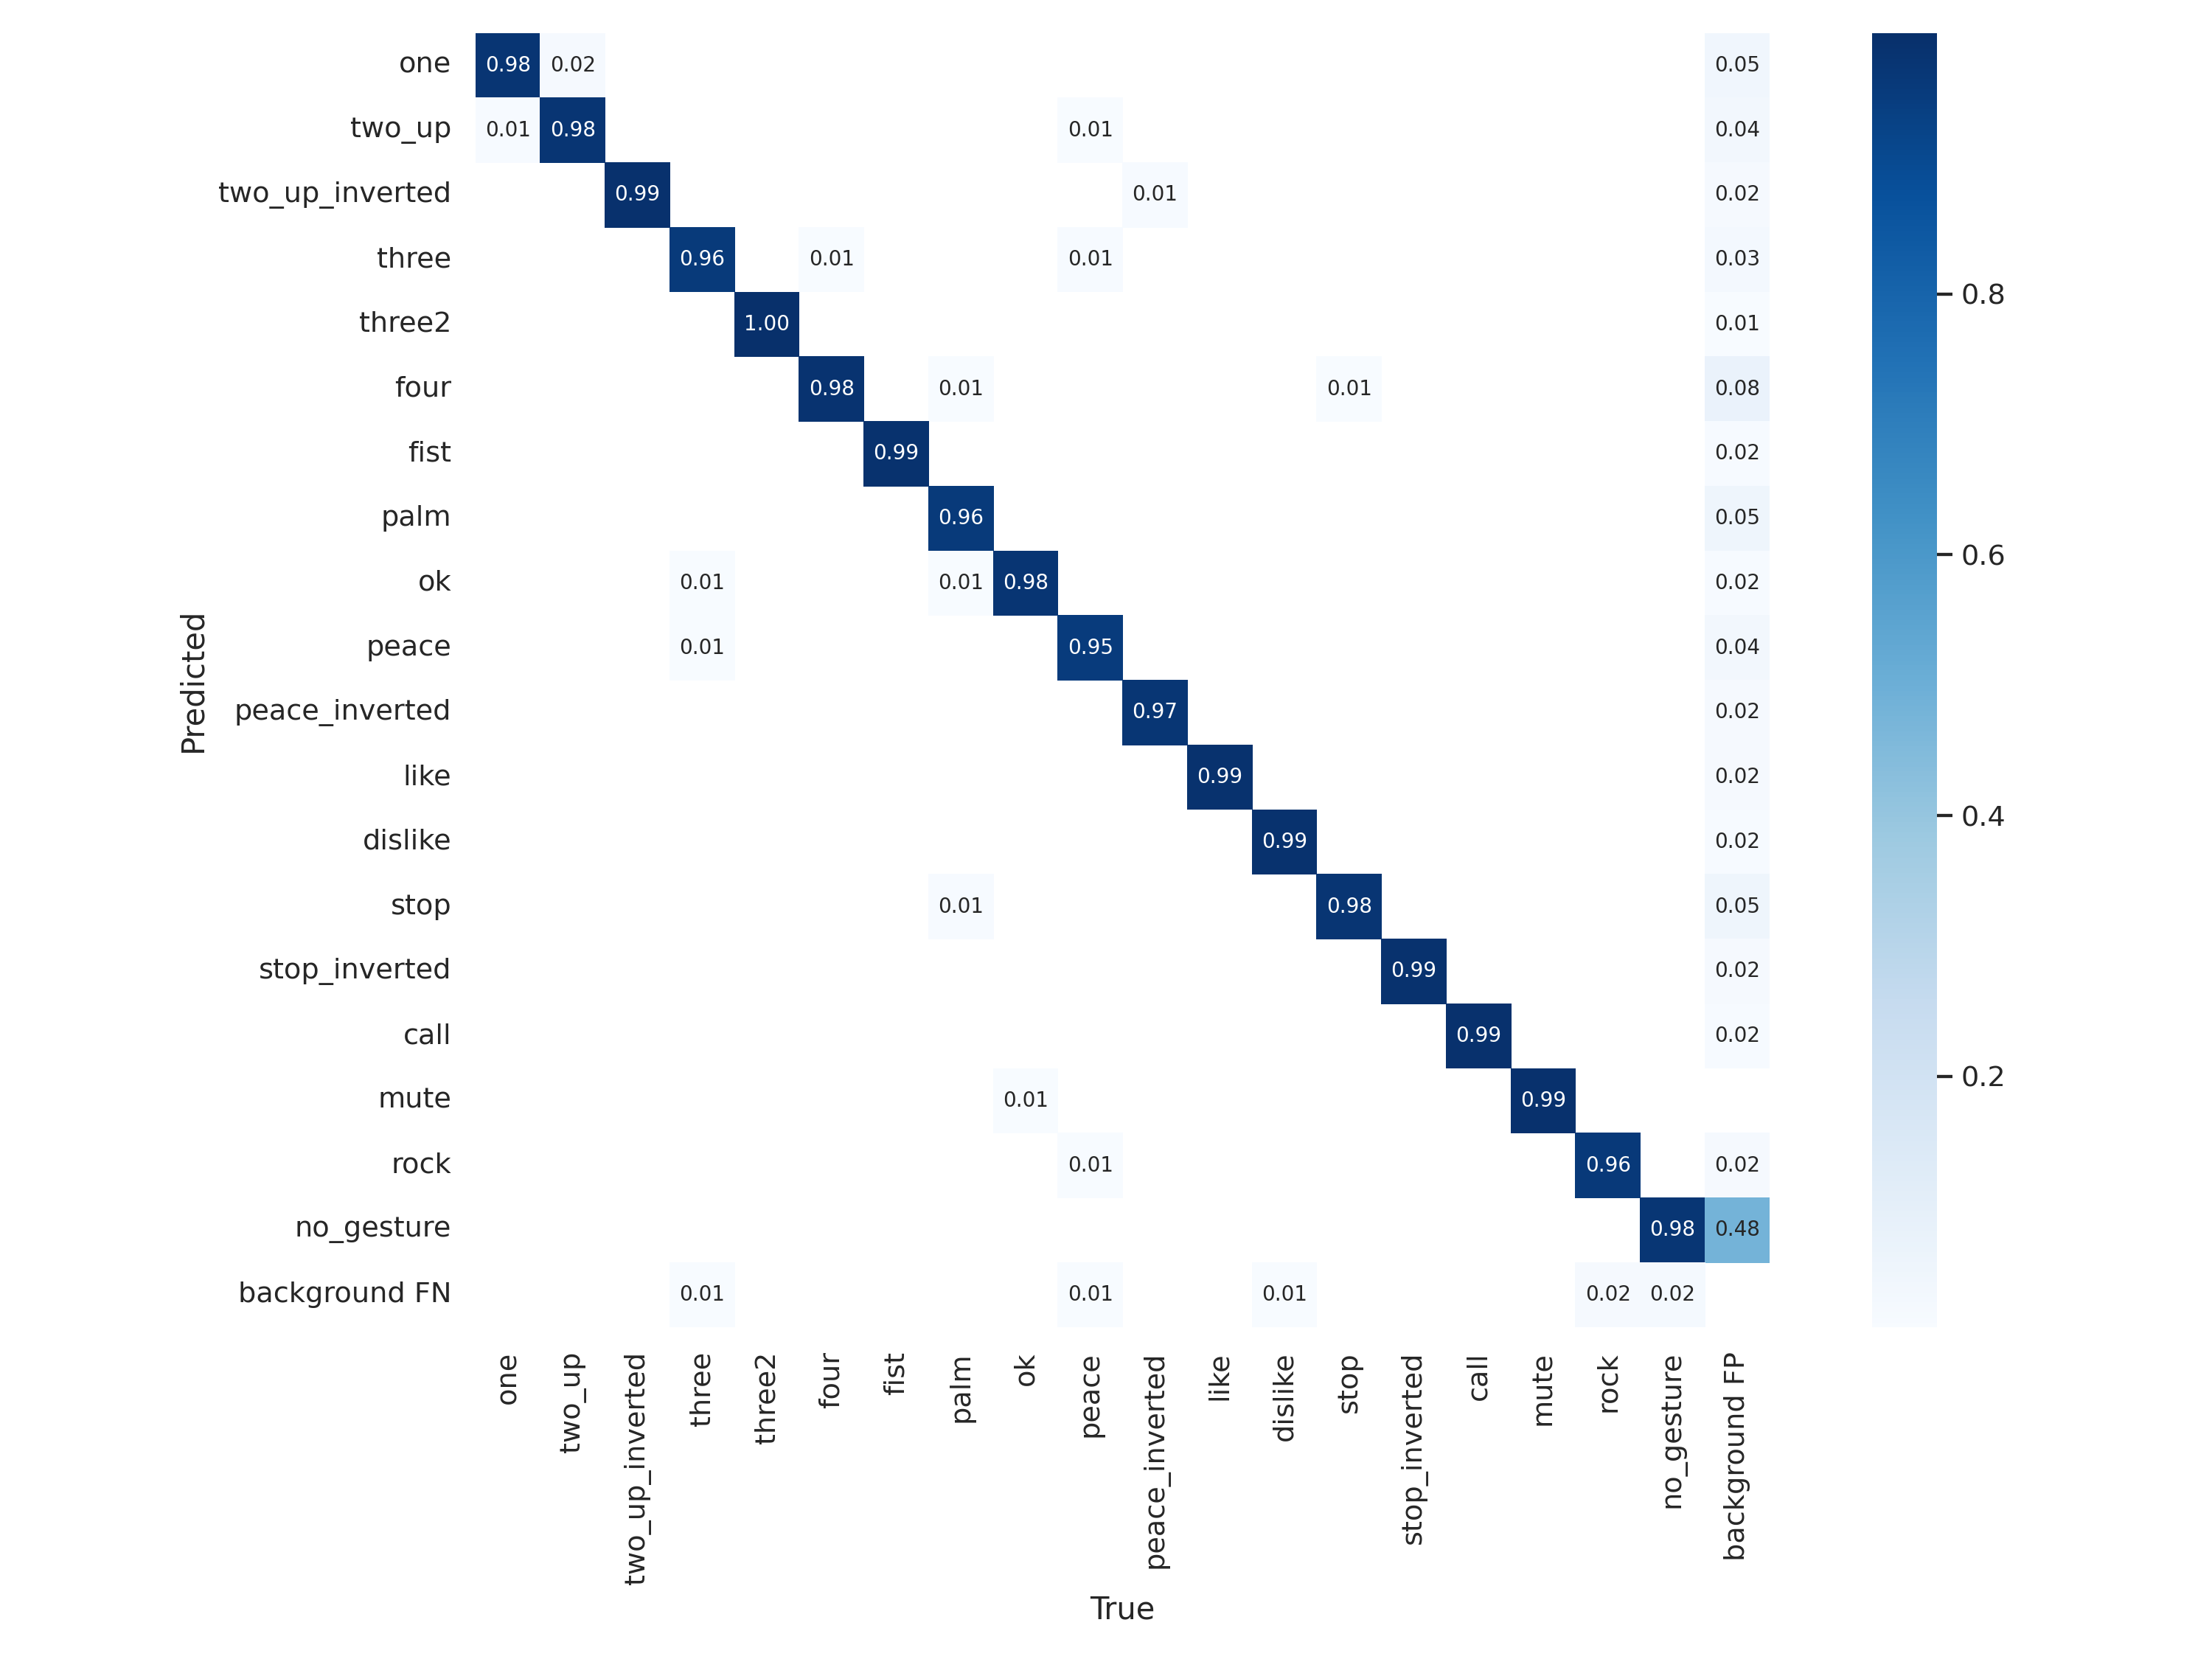 one 0.98 0.02 0.05
two_up 0.01 0.98 0.01 0.04
two_up_inverted 0.99 0.01 0.02
three 0.96 0.01 0.01 0.03
three2 1.00 0.01
four 0.98 0.01 0.01 0.08
fist 0.99 0.02
palm 0.96 0.05
ok 0.01 0.01 0.98 0.02
peace 0.01 0.95 0.04
peace_inverted 0.97 0.02
like 0.99 0.02
dislike 0.99 0.02
stop 0.01 0.98 0.05
stop_inverted 0.99 0.02
call 0.99 0.02
mute 0.01 0.99
rock 0.01 0.96 0.02
no_gesture 0.98 0.48
background FN 0.01 0.01 0.01 0.02 0.02
Predicted
one
two_up
two_up_inverted
three
three2
four
fist
palm
ok
peace
peace_inverted
like
dislike
stop
stop_inverted
call
mute
rock
no_gesture
background FP
True
0.8
0.6
0.4
0.2